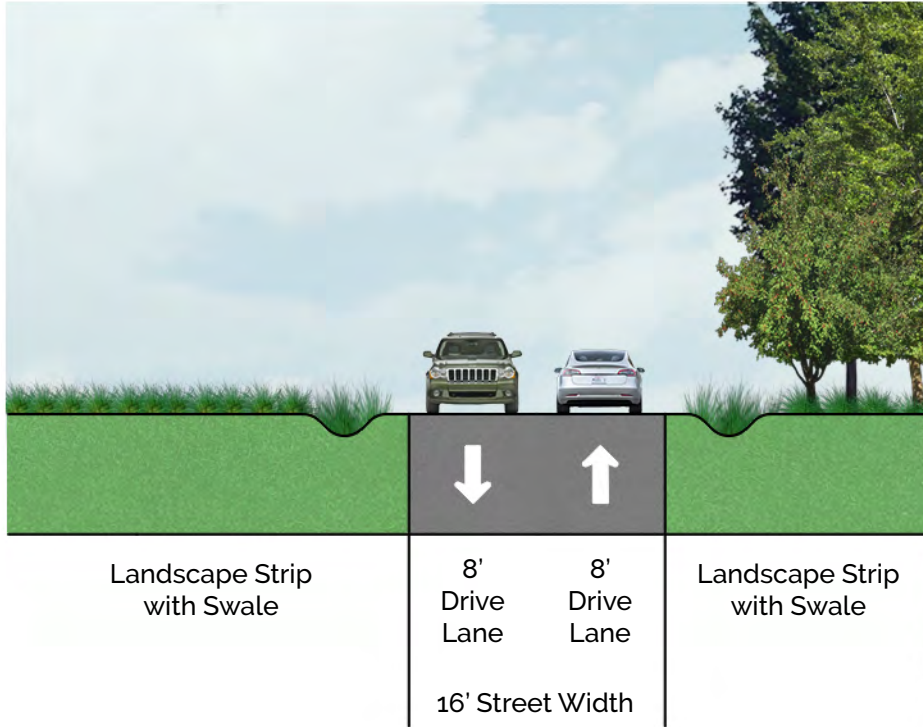 Landscape Strip
with Swale
8’
Drive
Lane
8’
Drive
Lane
Landscape Strip
with Swale
16’ Street Width